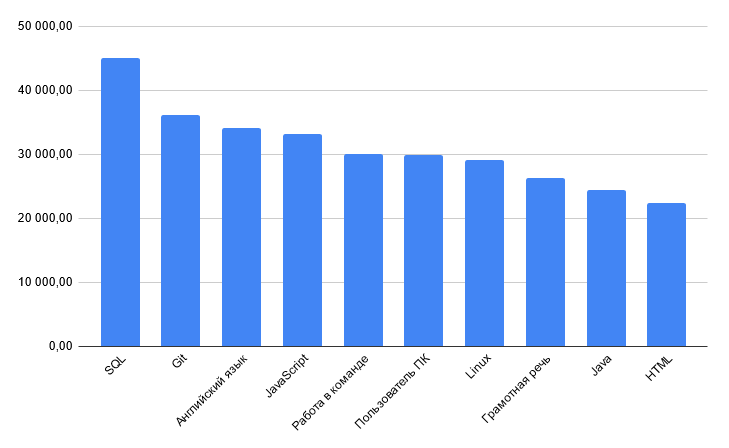 50 000,00
40 000,00
30 000,00
20 000,00
10 000,00
0,00
SQL
Git
Английский язык
JavaScript
Работа в команде
Пользователь ПК
Linux
Грамотная речь
Java
HTML